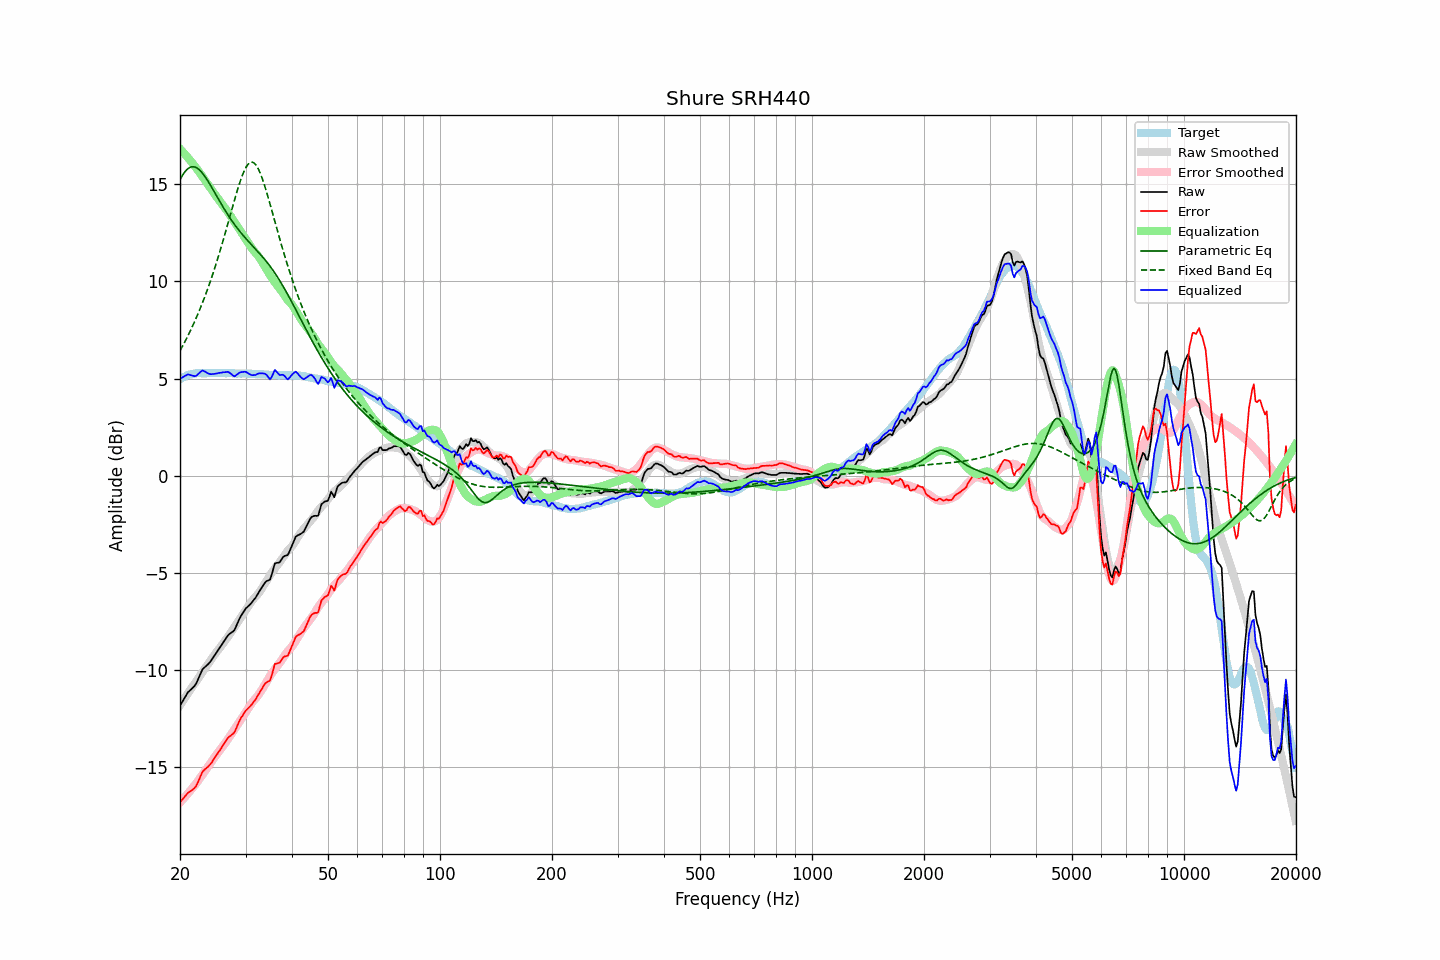 Shure SRH440
Amplitude (dBr)
15
10
5
0
−5
−10
−15
20
50
100
200
500
1000
2000
5000
10000
20000
Frequency (Hz)
Target
Raw Smoothed
Error Smoothed
Raw
Error
Equalization
Parametric Eq
Fixed Band Eq
Equalized